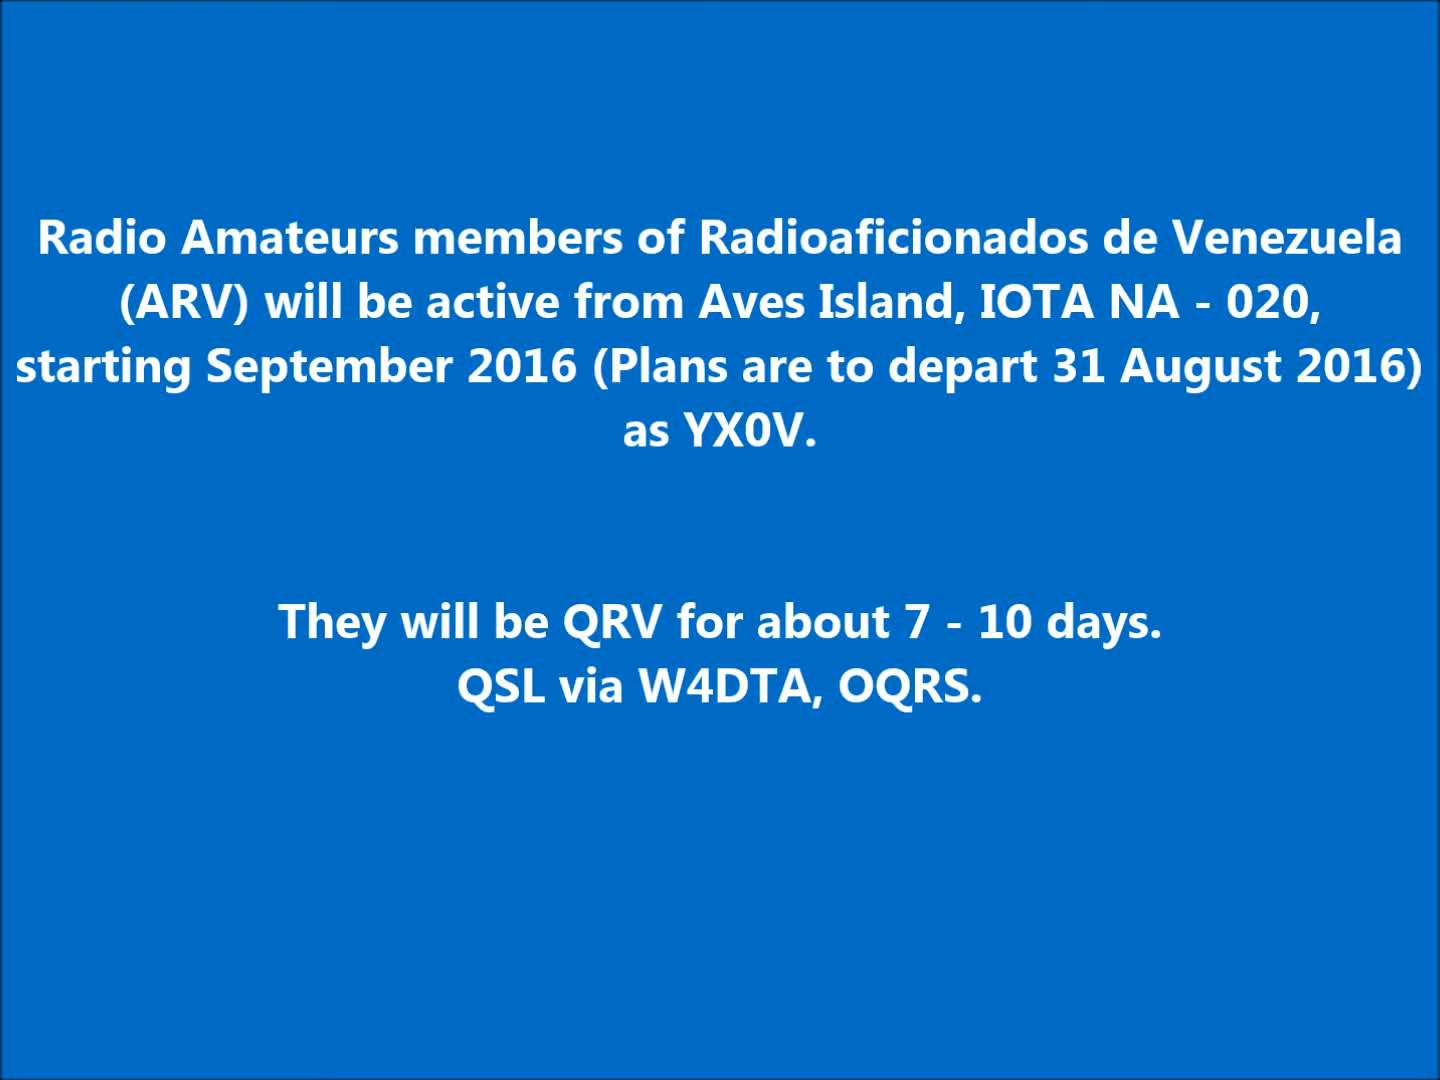 Radio Amateurs members of Radioaficionados de Venezuela
(ARV) will be active from Aves Island, IOTA NA - 020,
starting September 2016 (Plans are to depart 31 August 2016)
as YX0V.
They will be QRV for about 7 - 10 days.
QSL via W4DTA, OQRS.